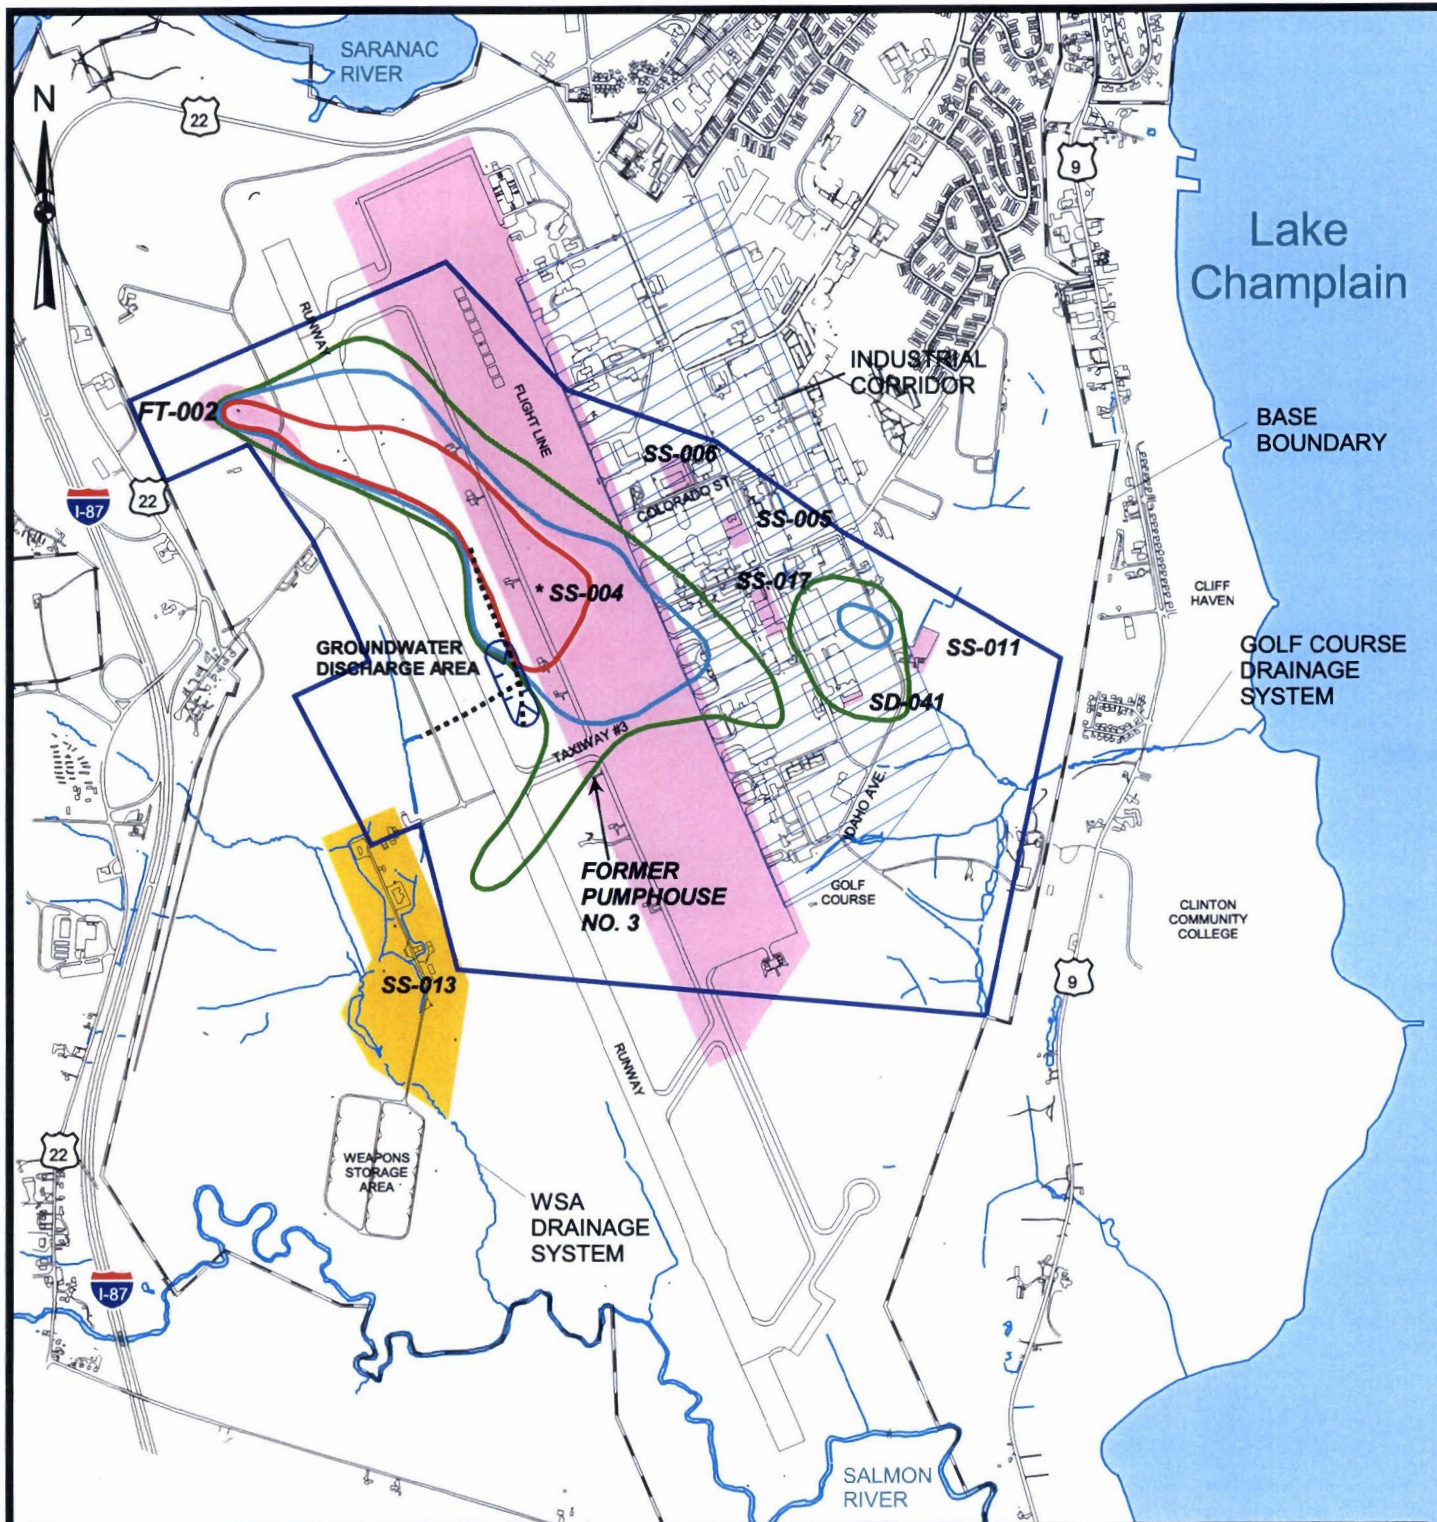 SARANAC
RIVER
N
22
9
Lake
Champlain
RUNWAY
INDUSTRIAL
CORRIDOR
FT-002
FLIGHT LINE
BASE
BOUNDARY
SS-006
COLORADO ST.
I-87
22
SS-005
SS-017
* SS-004
CLIFF
HAVEN
GROUNDWATER
DISCHARGE AREA
SS-011
GOLF COURSE
DRAINAGE
SYSTEM
SD-041
TAXIWAY #3
IDAHO AVE.
FORMER
PUMPHOUSE
NO. 3
GOLF
COURSE
CLINTON
COMMUNITY
COLLEGE
SS-013
9
RUNWAY
22
WEAPONS
STORAGE
AREA
WSA
DRAINAGE
SYSTEM
I-87
SALMON
RIVER